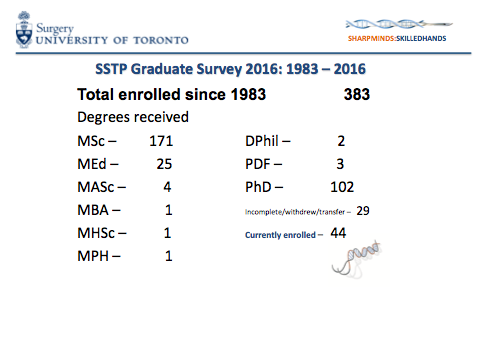 Surgery
UNIVERSITY OF TORONTO
SHARPMINDS:SKILLEDHANDS
SSTP Graduate Survey 2016: 1983 – 2016
Total enrolled since 1983 383
Degrees received
MSc – 171 DPhil – 2
MEd – 25 PDF – 3
MASc – 4 PhD – 102
MBA – 1 Incomplete/withdrew/transfer – 29
MHSc – 1 Currently enrolled – 44
MPH – 1